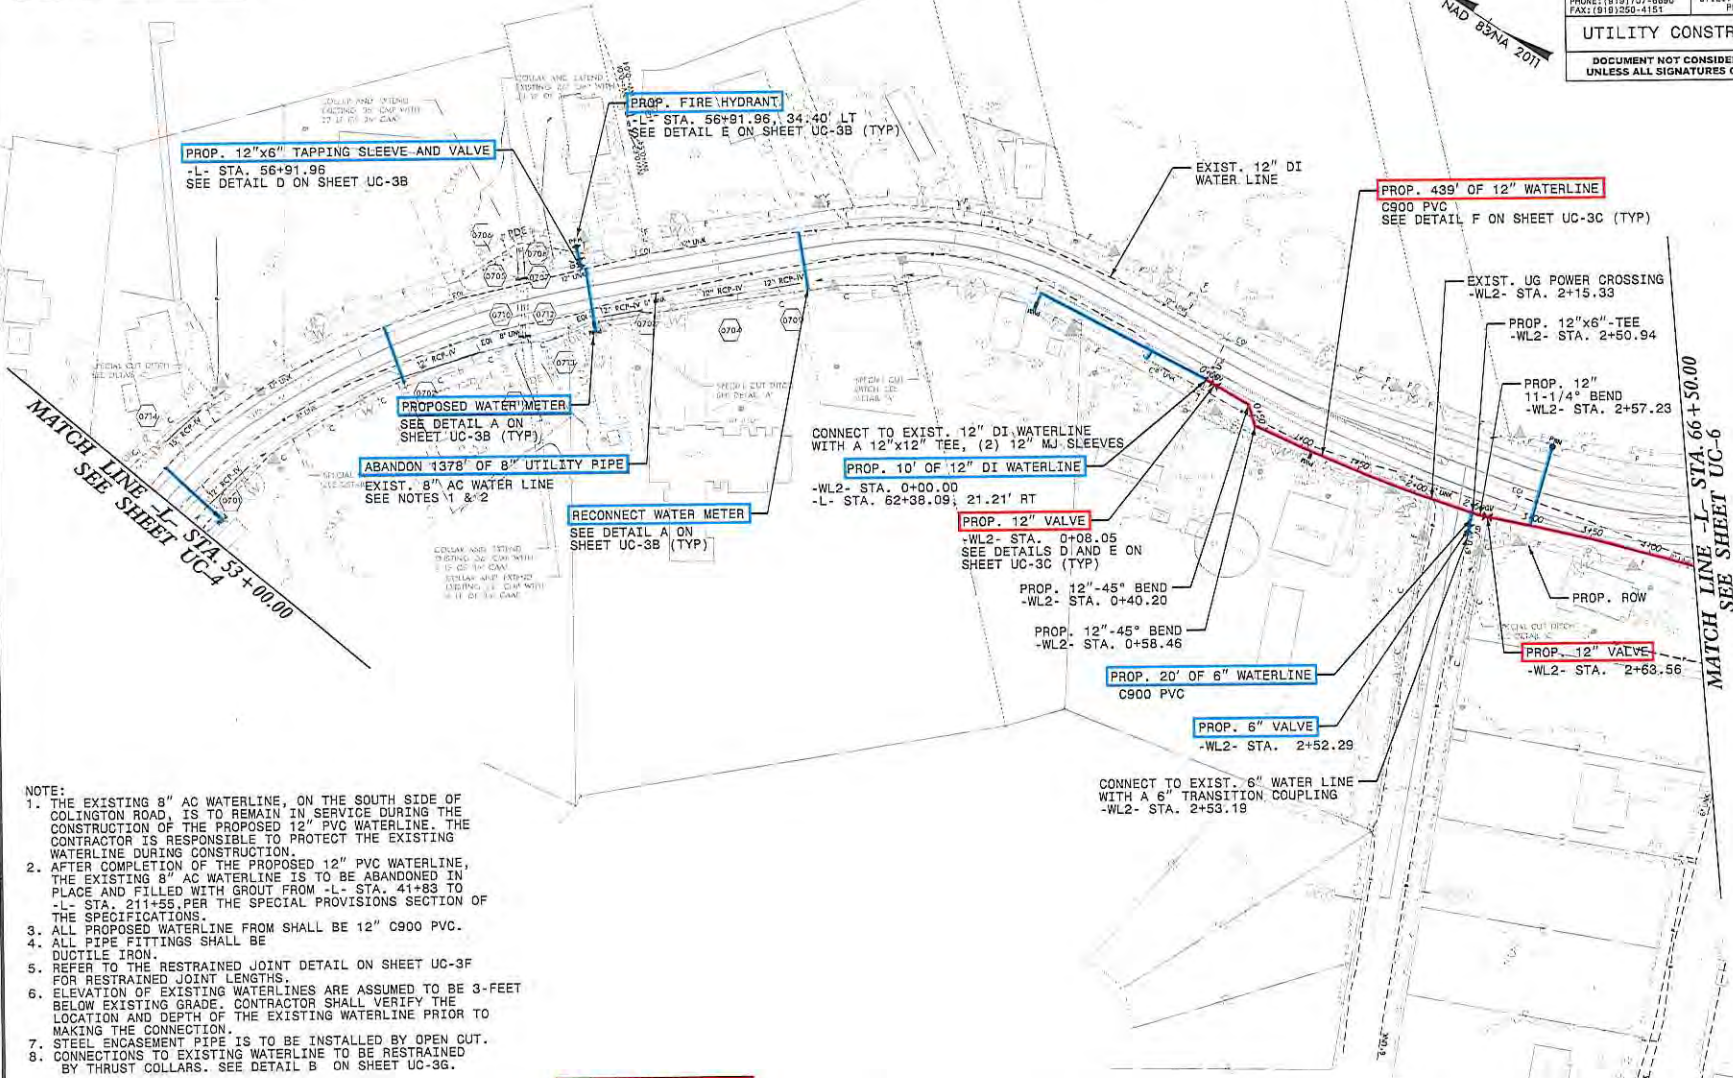 NAD 83/NA 2011
FAX:(919)250-4151
UTILITY CONSTR
DOCUMENT NOT CONSIDE
UNLESS ALL SIGNATURES
PROP. FIRE HYDRANT
-L- STA. 56+91.96, 34.40' LT
SEE DETAIL E ON SHEET UC-3B (TYP)
PROP. 12"x6" TAPPING SLEEVE AND VALVE
-L- STA. 56+91.96
SEE DETAIL D ON SHEET UC-3B
EXIST. 12" DI
WATER LINE
PROP. 439' OF 12" WATERLINE
C900 PVC
SEE DETAIL F ON SHEET UC-3C (TYP)
EXIST. UG POWER CROSSING
-WL2- STA. 2+15.33
PROP. 12"x6"-TEE
-WL2- STA. 2+50.94
PROP. 12"
11-1/4° BEND
-WL2- STA. 2+57.23
PROPOSED WATER METER
SEE DETAIL A ON
SHEET UC-3B (TYP)
ABANDON 1378' OF 8" UTILITY PIPE
EXIST. 8" AC WATER LINE
SEE NOTES 1 & 2
RECONNECT WATER METER
SEE DETAIL A ON
SHEET UC-3B (TYP)
CONNECT TO EXIST. 12" DI WATERLINE
WITH A 12"x12" TEE, (2) 12" MJ SLEEVES
PROP. 10' OF 12" DI WATERLINE
-WL2- STA. 0+00.00
-L- STA. 62+38.09, 21.21' RT
PROP. 12" VALVE
-WL2- STA. 0+08.05
SEE DETAILS D AND E ON
SHEET UC-3C (TYP)
PROP. 12"-45° BEND
-WL2- STA. 0+40.20
PROP. 12"-45° BEND
-WL2- STA. 0+58.46
PROP. 20' OF 6" WATERLINE
C900 PVC
PROP. 6" VALVE
-WL2- STA. 2+52.29
CONNECT TO EXIST. 6" WATER LINE
WITH A 6" TRANSITION COUPLING
-WL2- STA. 2+53.19
PROP. ROW
PROP. 12" VALVE
-WL2- STA. 2+63.56
MATCH LINE -L- STA. 53+00.00
SEE SHEET UC-4
MATCH LINE -L- STA. 66+50.00
SEE SHEET UC-6
NOTE:
1. THE EXISTING 8" AC WATERLINE, ON THE SOUTH SIDE OF
COLINGTON ROAD, IS TO REMAIN IN SERVICE DURING THE
CONSTRUCTION OF THE PROPOSED 12" PVC WATERLINE. THE
CONTRACTOR IS RESPONSIBLE TO PROTECT THE EXISTING
WATERLINE DURING CONSTRUCTION.
2. AFTER COMPLETION OF THE PROPOSED 12" PVC WATERLINE,
THE EXISTING 8" AC WATERLINE IS TO BE ABANDONED IN
PLACE AND FILLED WITH GROUT FROM -L- STA. 41+83 TO
-L- STA. 211+55,PER THE SPECIAL PROVISIONS SECTION OF
THE SPECIFICATIONS.
3. ALL PROPOSED WATERLINE FROM SHALL BE 12" C900 PVC.
4. ALL PIPE FITTINGS SHALL BE
DUCTILE IRON.
5. REFER TO THE RESTRAINED JOINT DETAIL ON SHEET UC-3F
FOR RESTRAINED JOINT LENGTHS.
6. ELEVATION OF EXISTING WATERLINES ARE ASSUMED TO BE 3-FEET
BELOW EXISTING GRADE. CONTRACTOR SHALL VERIFY THE
LOCATION AND DEPTH OF THE EXISTING WATERLINE PRIOR TO
MAKING THE CONNECTION.
7. STEEL ENCASEMENT PIPE IS TO BE INSTALLED BY OPEN CUT.
8. CONNECTIONS TO EXISTING WATERLINE TO BE RESTRAINED
BY THRUST COLLARS. SEE DETAIL B ON SHEET UC-3G.